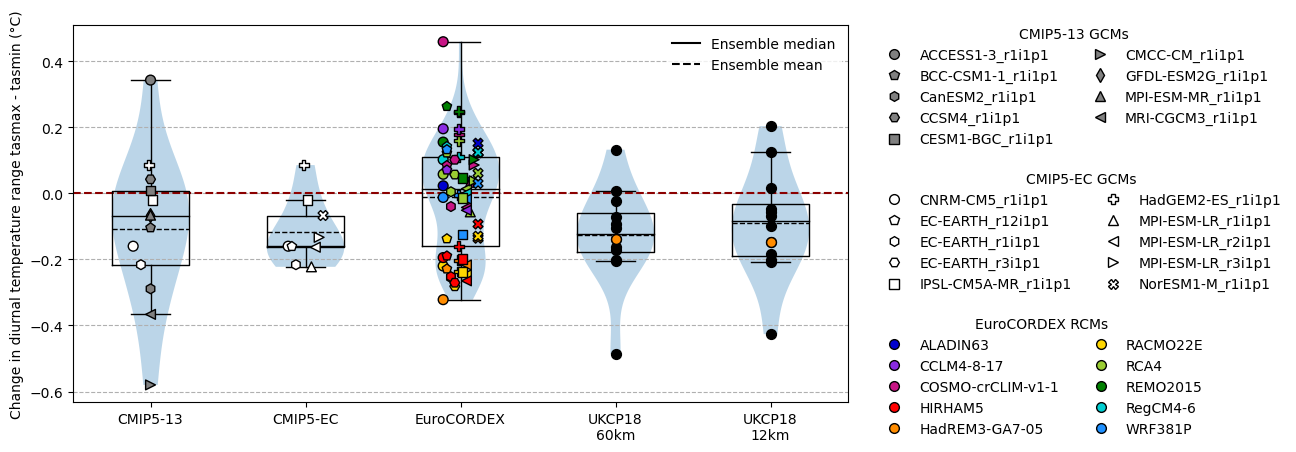 Change in diurnal temperature range tasmax - tasmin (°C)
0.4
0.2
0.0
−0.2
−0.4
−0.6
Ensemble median
Ensemble mean
CMIP5-13
CMIP5-EC
EuroCORDEX
UKCP18
60km
UKCP18
12km
CMIP5-13 GCMs
ACCESS1-3_r1i1p1
BCC-CSM1-1_r1i1p1
CanESM2_r1i1p1
CCSM4_r1i1p1
CESM1-BGC_r1i1p1
CMCC-CM_r1i1p1
GFDL-ESM2G_r1i1p1
MPI-ESM-MR_r1i1p1
MRI-CGCM3_r1i1p1
CMIP5-EC GCMs
CNRM-CM5_r1i1p1
EC-EARTH_r12i1p1
EC-EARTH_r1i1p1
EC-EARTH_r3i1p1
IPSL-CM5A-MR_r1i1p1
HadGEM2-ES_r1i1p1
MPI-ESM-LR_r1i1p1
MPI-ESM-LR_r2i1p1
MPI-ESM-LR_r3i1p1
NorESM1-M_r1i1p1
EuroCORDEX RCMs
ALADIN63
CCLM4-8-17
COSMO-crCLIM-v1-1
HIRHAM5
HadREM3-GA7-05
RACMO22E
RCA4
REMO2015
RegCM4-6
WRF381P